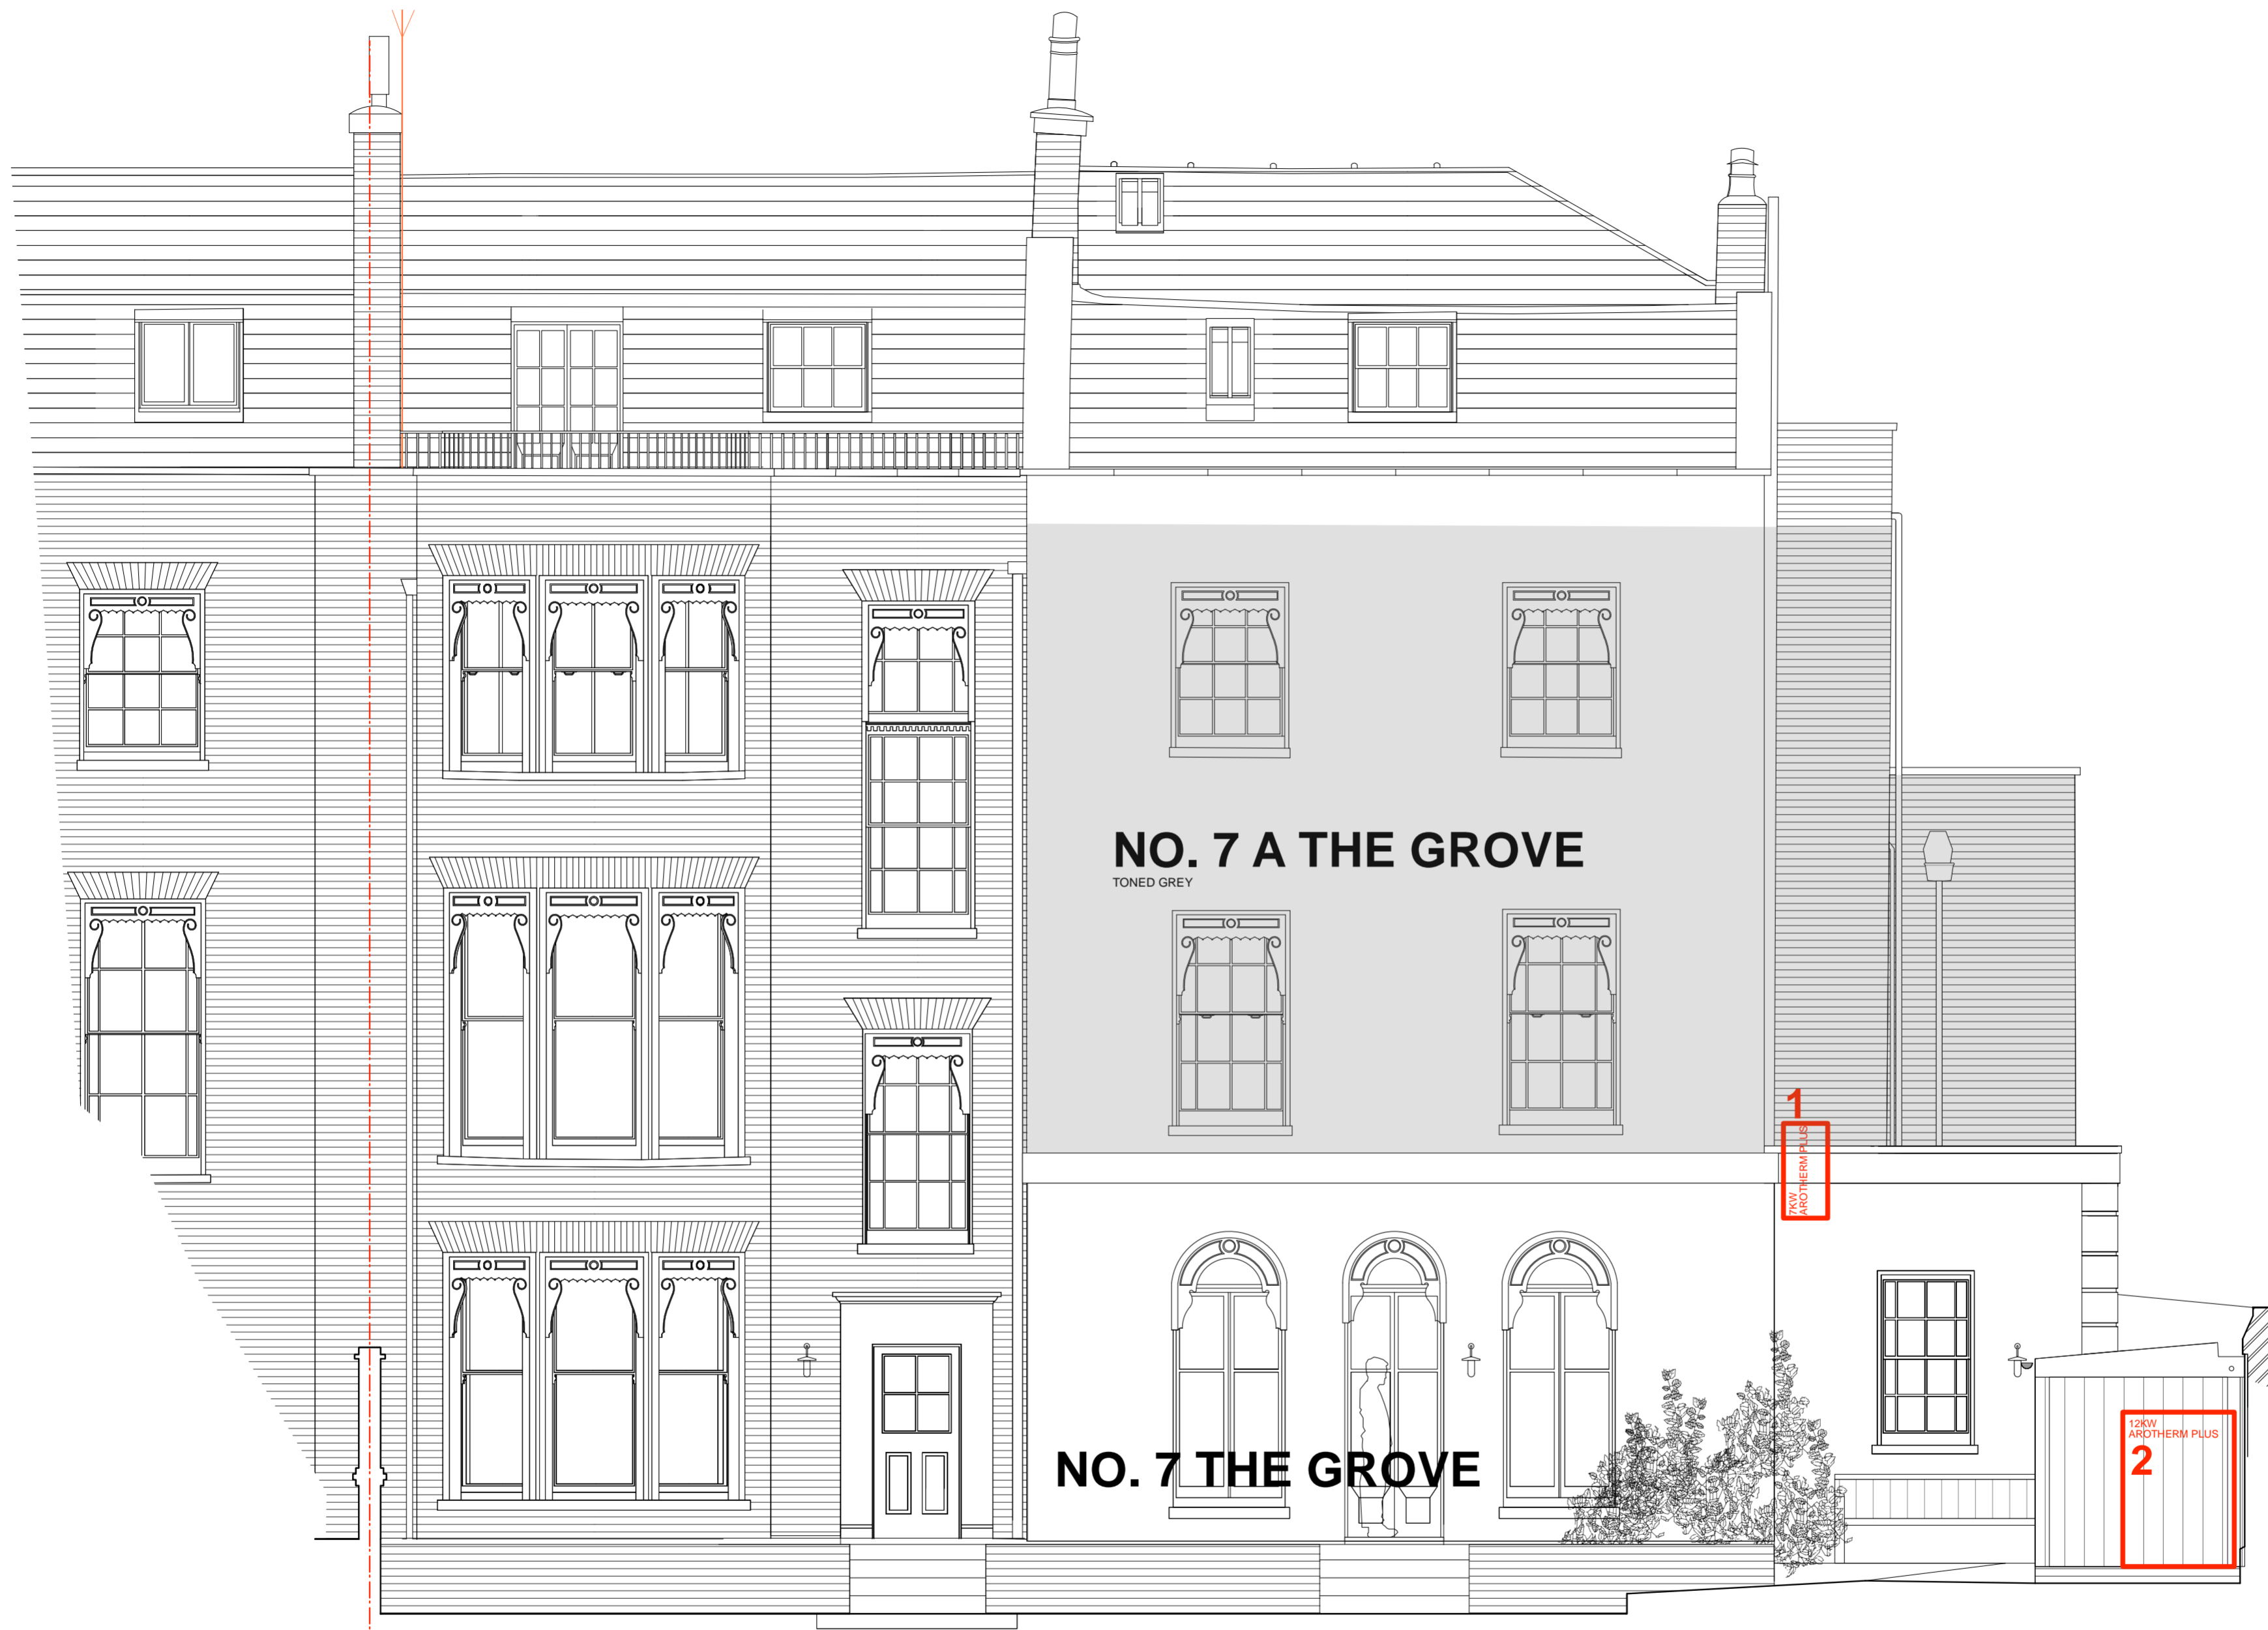 NO. 7 A THE GROVE
TONED GREY
1
7KW
AROTHERM PLUS
12KW
AROTHERM PLUS
2
NO. 7 THE GROVE